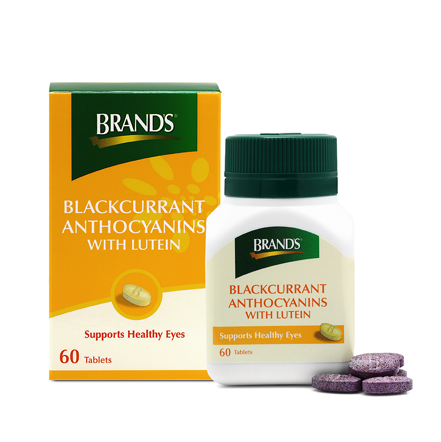 BRAND'S®
BLACKCURRANT
ANTHOCYANINS
WITH LUTEIN
Supports Healthy Eyes
60 Tablets
BRAND'S®
BLACKCURRANT
ANTHOCYANINS
WITH LUTEIN
Supports Healthy Eyes
60 Tablets